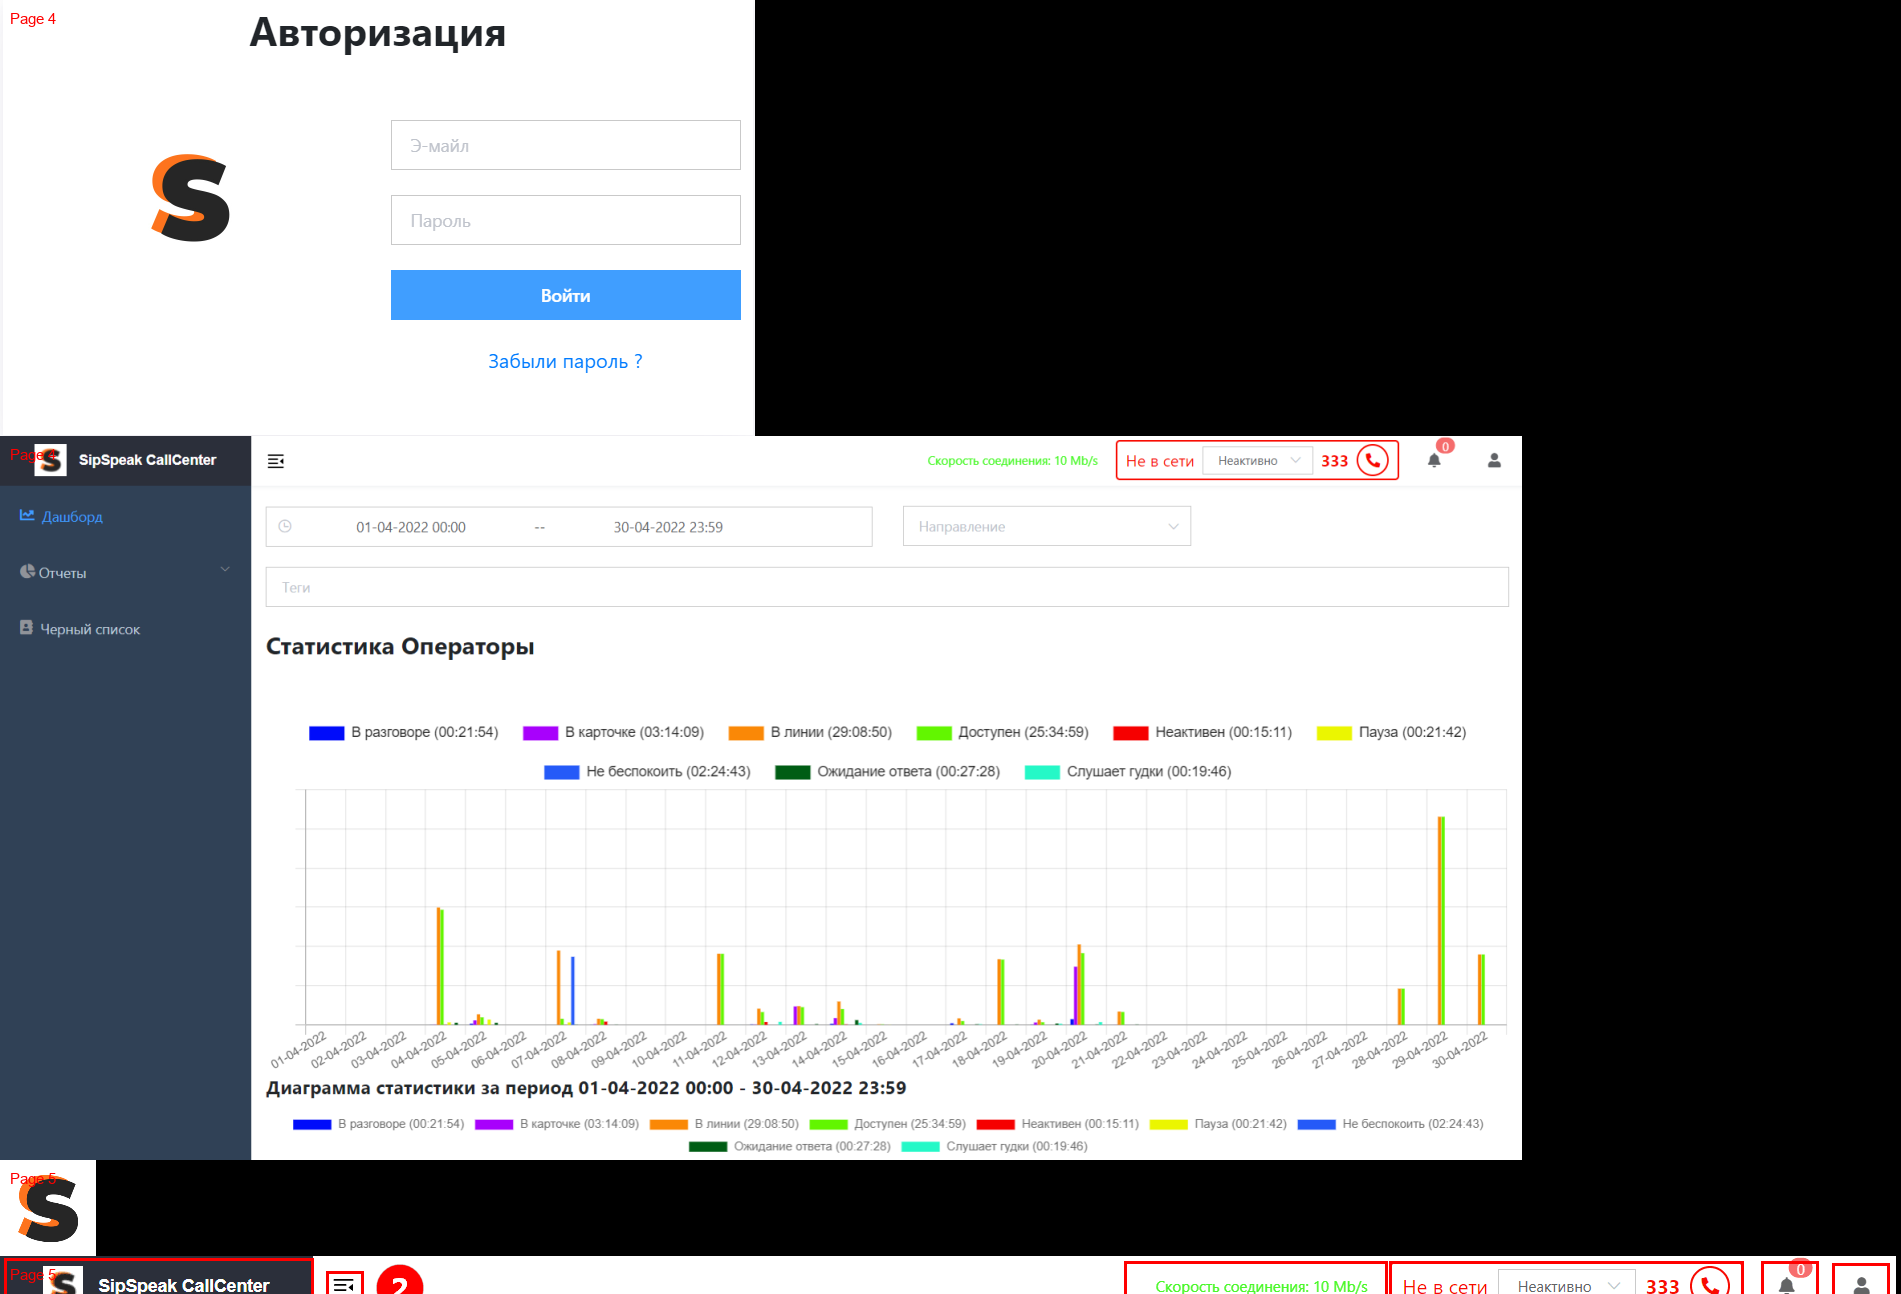 Page 4
Авторизация
Э-майл
Пароль
Войти
Забыли пароль ?
SipSpeak CallCenter
Скорость соединения: 10 Mb/s
Не в сети
Неактивно
333
0
Дашборд
Отчеты
Черный список
01-04-2022 00:00 -- 30-04-2022 23:59
Направление
Теги
Статистика Операторы
В разговоре (00:21:54) В карточке (03:14:09) В линии (29:08:50) Доступен (25:34:59) Неактивен (00:15:11) Пауза (00:21:42)
Не беспокоить (02:24:43) Ожидание ответа (00:27:28) Слушает гудки (00:19:46)
01-04-2022 02-04-2022 03-04-2022 04-04-2022 05-04-2022 06-04-2022 07-04-2022 08-04-2022 09-04-2022 10-04-2022 11-04-2022 12-04-2022 13-04-2022 14-04-2022 15-04-2022 16-04-2022 17-04-2022 18-04-2022 19-04-2022 20-04-2022 21-04-2022 22-04-2022 23-04-2022 24-04-2022 25-04-2022 26-04-2022 27-04-2022 28-04-2022 29-04-2022 30-04-2022
Диаграмма статистики за период 01-04-2022 00:00 - 30-04-2022 23:59
В разговоре (00:21:54) В карточке (03:14:09) В линии (29:08:50) Доступен (25:34:59) Неактивен (00:15:11) Пауза (00:21:42) Не беспокоить (02:24:43)
Ожидание ответа (00:27:28) Слушает гудки (00:19:46)
Page 5
Page 5
SipSpeak CallCenter
2
Скорость соединения: 10 Mb/s
Не в сети
Неактивно
333
0